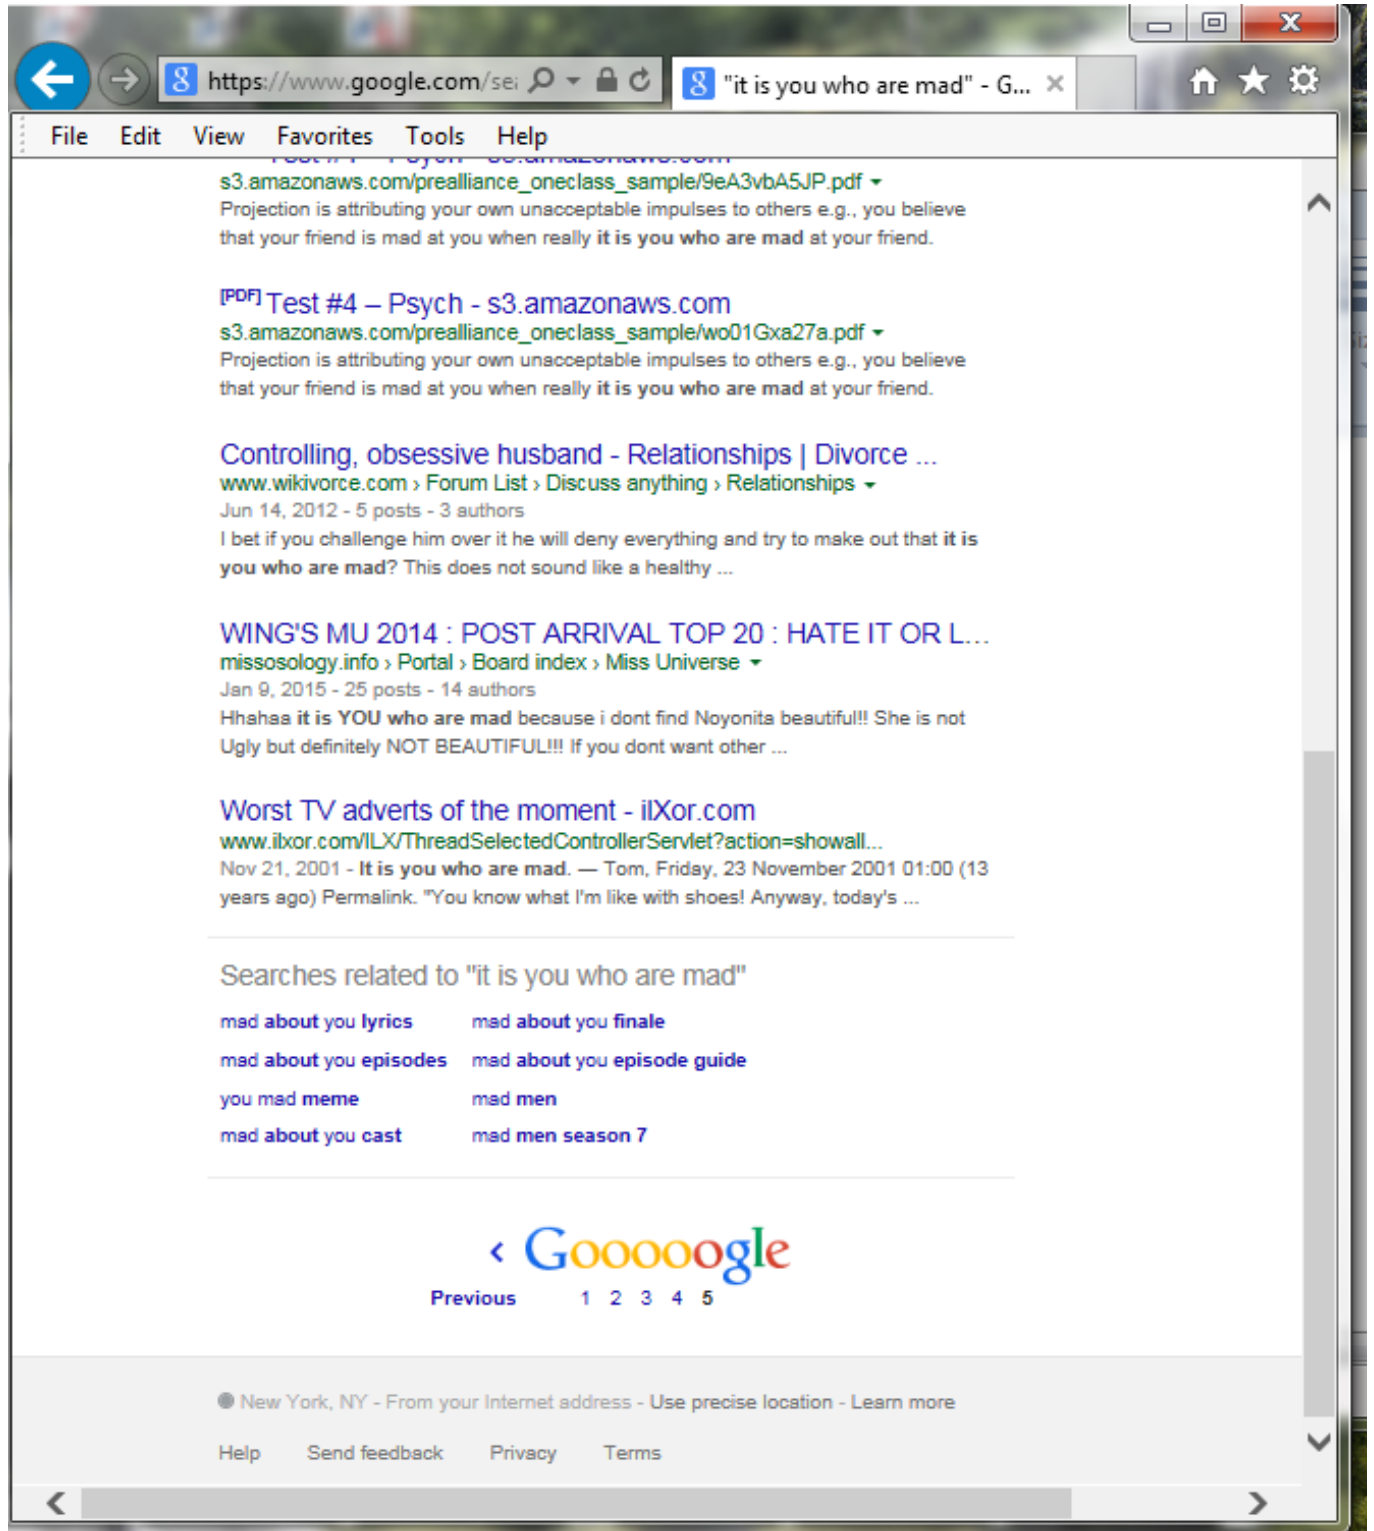 https://www.google.com/se
"it is you who are mad" - G...
File Edit View Favorites Tools Help
s3.amazonaws.com/prealliance_oneclass_sample/9eA3vbA5JP.pdf
Projection is attributing your own unacceptable impulses to others e.g., you believe
that your friend is mad at you when really it is you who are mad at your friend.
[PDF] Test #4 – Psych - s3.amazonaws.com
s3.amazonaws.com/prealliance_oneclass_sample/wo01Gxa27a.pdf
Projection is attributing your own unacceptable impulses to others e.g., you believe
that your friend is mad at you when really it is you who are mad at your friend.
Controlling, obsessive husband - Relationships | Divorce ...
www.wikivorce.com › Forum List › Discuss anything › Relationships
Jun 14, 2012 - 5 posts - 3 authors
I bet if you challenge him over it he will deny everything and try to make out that it is
you who are mad? This does not sound like a healthy ...
WING'S MU 2014 : POST ARRIVAL TOP 20 : HATE IT OR L...
missosology.info › Portal › Board index › Miss Universe
Jan 9, 2015 - 25 posts - 14 authors
Hhahaa it is YOU who are mad because i dont find Noyonita beautiful!! She is not
Ugly but definitely NOT BEAUTIFUL!!! If you dont want other ...
Worst TV adverts of the moment - ilXor.com
www.ilxor.com/ILX/ThreadSelectedControllerServlet?action=showall...
Nov 21, 2001 - It is you who are mad. — Tom, Friday, 23 November 2001 01:00 (13
years ago) Permalink. "You know what I'm like with shoes! Anyway, today's ...
Searches related to "it is you who are mad"
mad about you lyrics mad about you finale
mad about you episodes mad about you episode guide
you mad meme mad men
mad about you cast mad men season 7
Goooooogle
Previous 1 2 3 4 5
New York, NY - From your Internet address - Use precise location - Learn more
Help Send feedback Privacy Terms